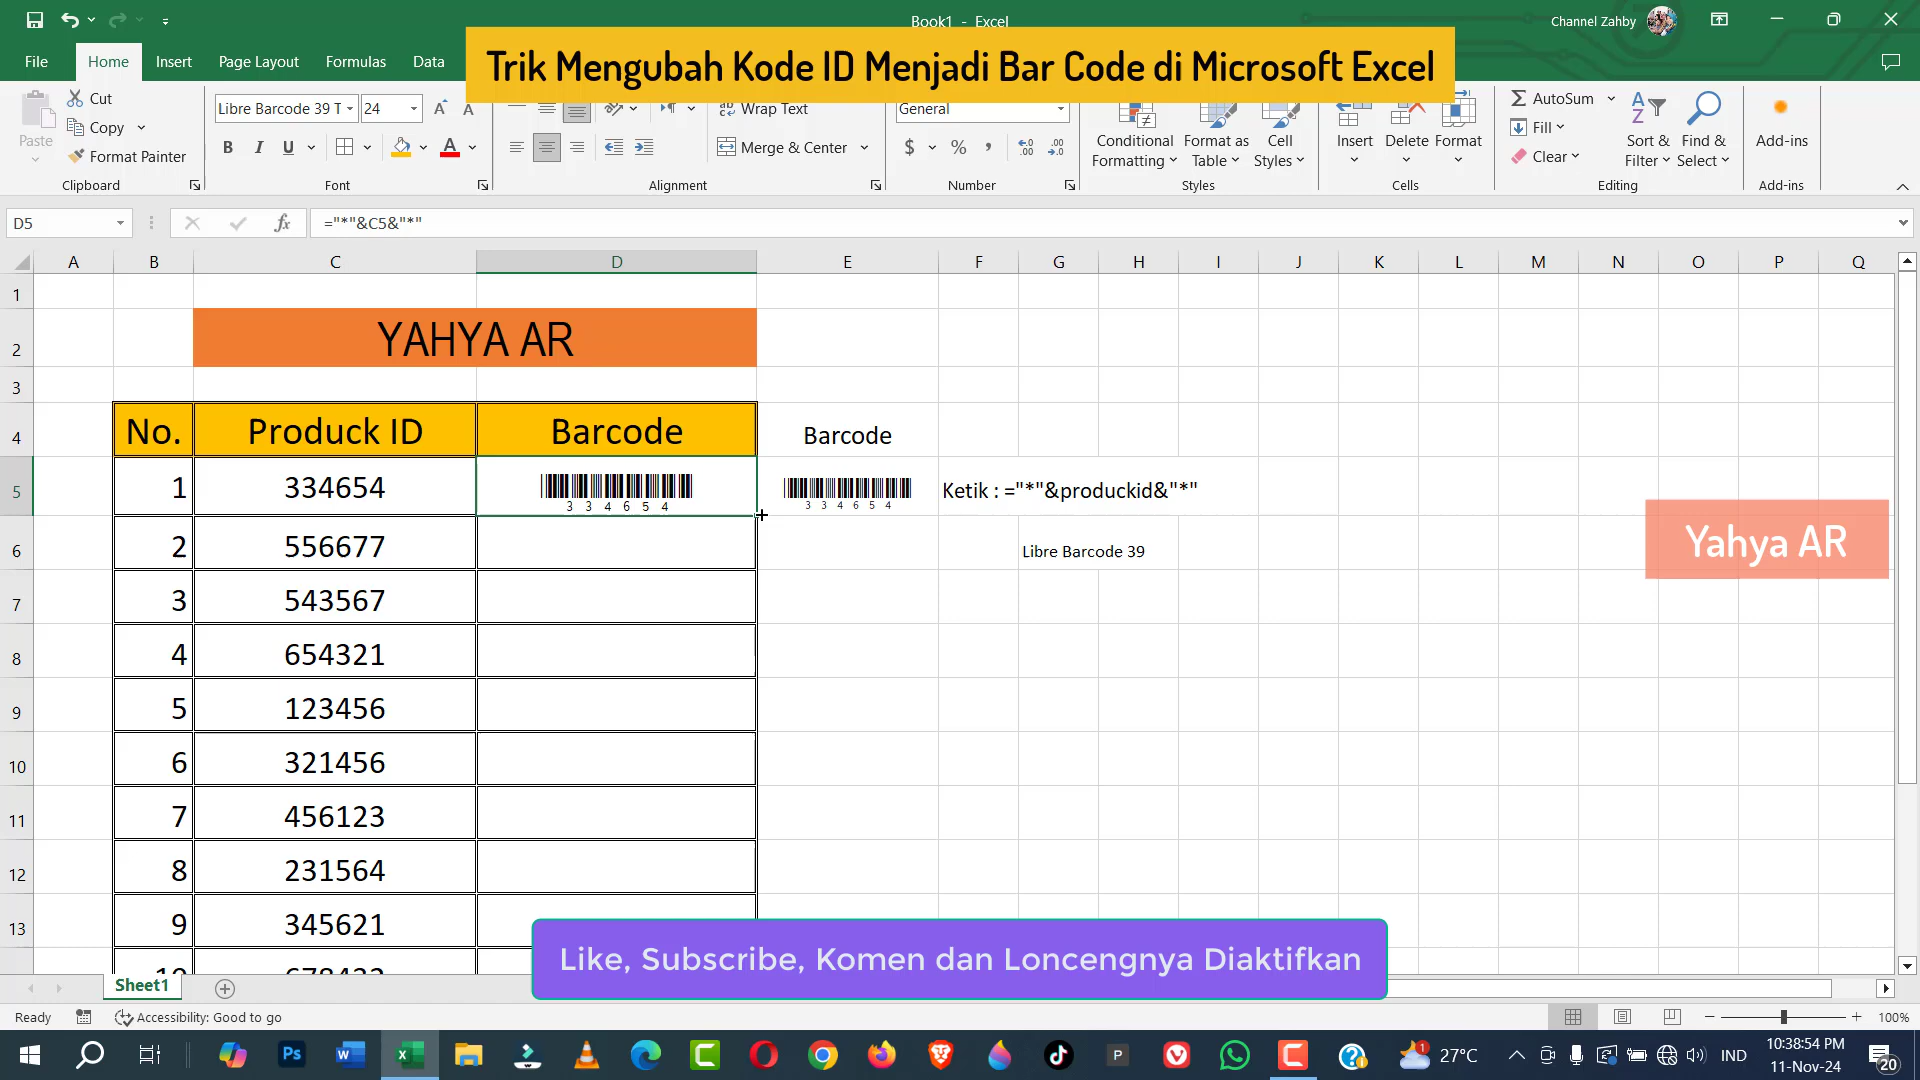 Book1 - Excel
Channel Zahby
Trik Mengubah Kode ID Menjadi Bar Code di Microsoft Excel
File Home Insert Page Layout Formulas Data
Paste
Cut
Copy
Format Painter
Clipboard
Libre Barcode 39 T 24
B I U A
Font
Wrap Text
Merge & Center
Alignment
General
$ % ,
Number
Conditional Formatting
Format as Table
Cell Styles
Styles
Insert Delete Format
Cells
AutoSum
Fill
Clear
Sort & Filter
Find & Select
Editing
Add-ins
Add-ins
D5
fx
="*"&C5&"*"
A B C D E F G H I J K L M N O P Q
1
2 YAHYA AR
3
4 No. Produck ID Barcode Barcode
5 1 334654 3 3 4 6 5 4 3 3 4 6 5 4 Ketik : ="*"&produckid&"*"
6 2 556677 Libre Barcode 39
Yahya AR
7 3 543567
8 4 654321
9 5 123456
10 6 321456
11 7 456123
12 8 231564
13 9 345621
Like, Subscribe, Komen dan Loncengnya Diaktifkan
Sheet1
Ready Accessibility: Good to go 100%
27°C IND 10:38:54 PM
11-Nov-24
20